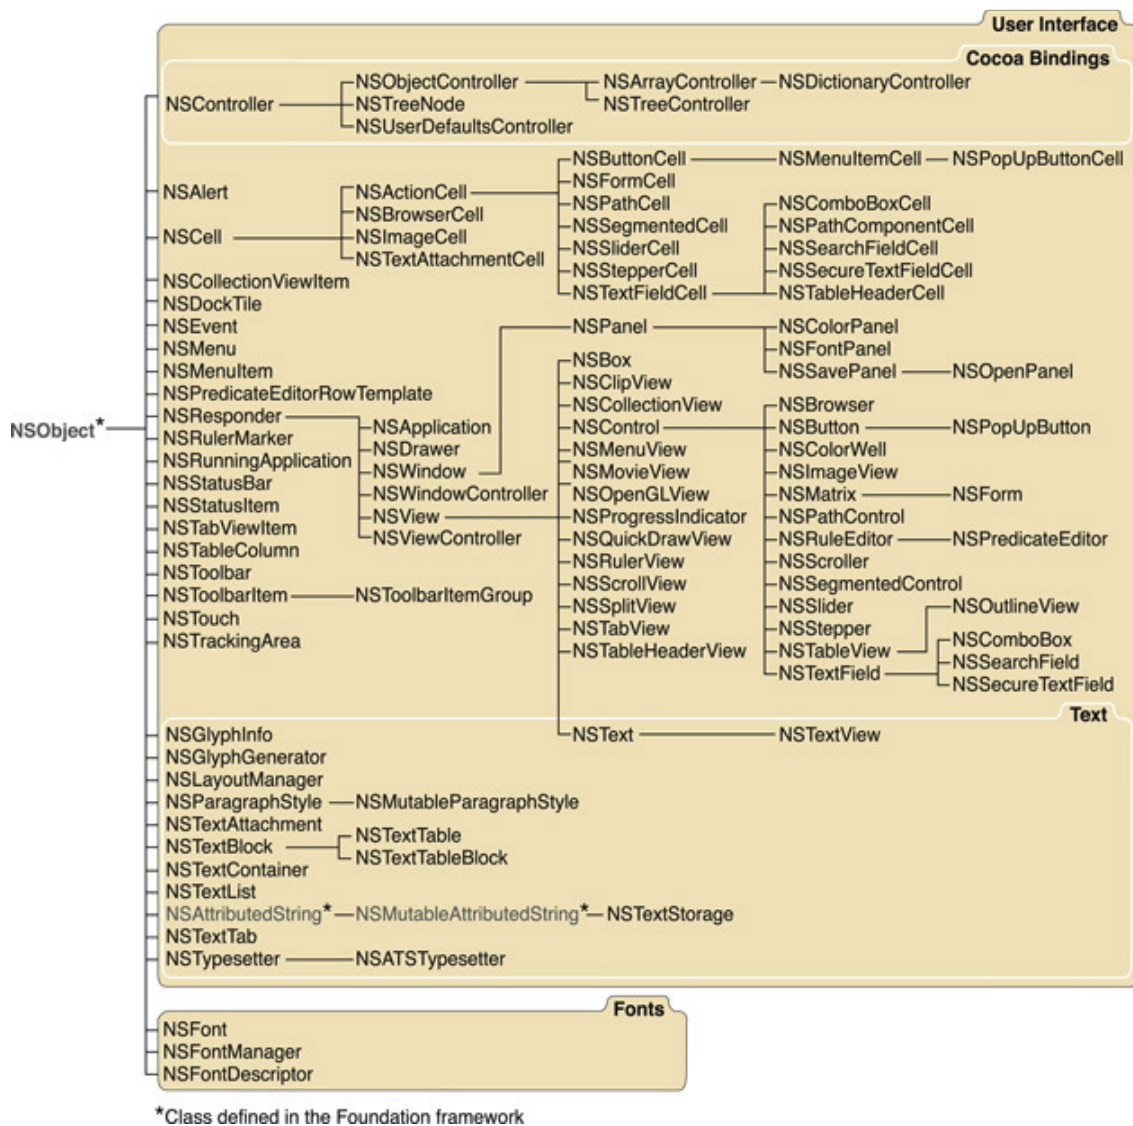 User Interface
Cocoa Bindings
NSObjectController NSArrayController NSDictionaryController
NSController NSTreeNode NSTreeController
NSUserDefaultsController
NSButtonCell NSMenuItemCell NSPopUpButtonCell
NSFormCell
NSAlert NSActionCell NSPathCell NSComboBoxCell
NSBrowserCell NSSegmentedCell NSPathComponentCell
NSCell NSImageCell NSSliderCell NSSearchFieldCell
NSTextAttachmentCell NSStepperCell NSSecureTextFieldCell
NSCollectionViewItem NSTextFieldCell NSTableHeaderCell
NSDockTile
NSEvent NSPanel NSColorPanel
NSMenu NSFontPanel
NSMenuItem NSBox NSSavePanel NSOpenPanel
NSPredicateEditorRowTemplate NSClipView
NSCollectionView NSBrowser
NSObject* NSResponder NSApplication NSControl NSButton NSPopUpButton
NSRulerMarker NSDrawer NSMenuView NSColorWell
NSRunningApplication NSWindow NSMovieView NSImageView
NSStatusBar NSWindowController NSOpenGLView NSMatrix NSForm
NSStatusItem NSView NSProgressIndicator NSPathControl
NSTabViewItem NSViewController NSQuickDrawView NSRuleEditor NSPredicateEditor
NSTableColumn NSRulerView NSScroller
NSToolbar NSScrollView NSSegmentedControl
NSToolbarItem NSToolbarItemGroup NSSplitView NSSlider NSOutlineView
NSTouch NSTabView NSStepper NSComboBox
NSTrackingArea NSTableHeaderView NSTableView NSSearchField
NSTextField NSSecureTextField
Text
NSGlyphInfo NSText NSTextView
NSGlyphGenerator
NSLayoutManager
NSParagraphStyle NSMutableParagraphStyle
NSTextAttachment
NSTextBlock NSTextTable
NSTextTableBlock
NSTextContainer
NSTextList
NSAttributedString* NSMutableAttributedString* NSTextStorage
NSTextTab
NSTypesetter NSATSTypesetter
Fonts
NSFont
NSFontManager
NSFontDescriptor
*Class defined in the Foundation framework